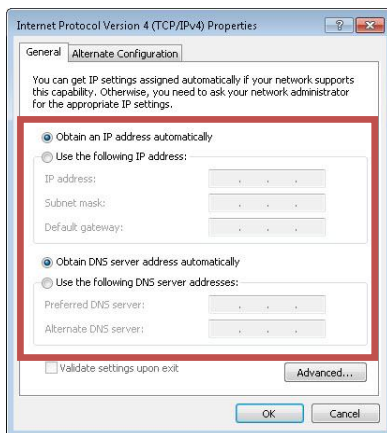 Internet Protocol Version 4 (TCP/IPv4) Properties
General
Alternate Configuration
You can get IP settings assigned automatically if your network supports
this capability. Otherwise, you need to ask your network administrator
for the appropriate IP settings.
Obtain an IP address automatically
Use the following IP address:
IP address:
Subnet mask:
Default gateway:
Obtain DNS server address automatically
Use the following DNS server addresses:
Preferred DNS server:
Alternate DNS server:
Validate settings upon exit
Advanced...
OK
Cancel